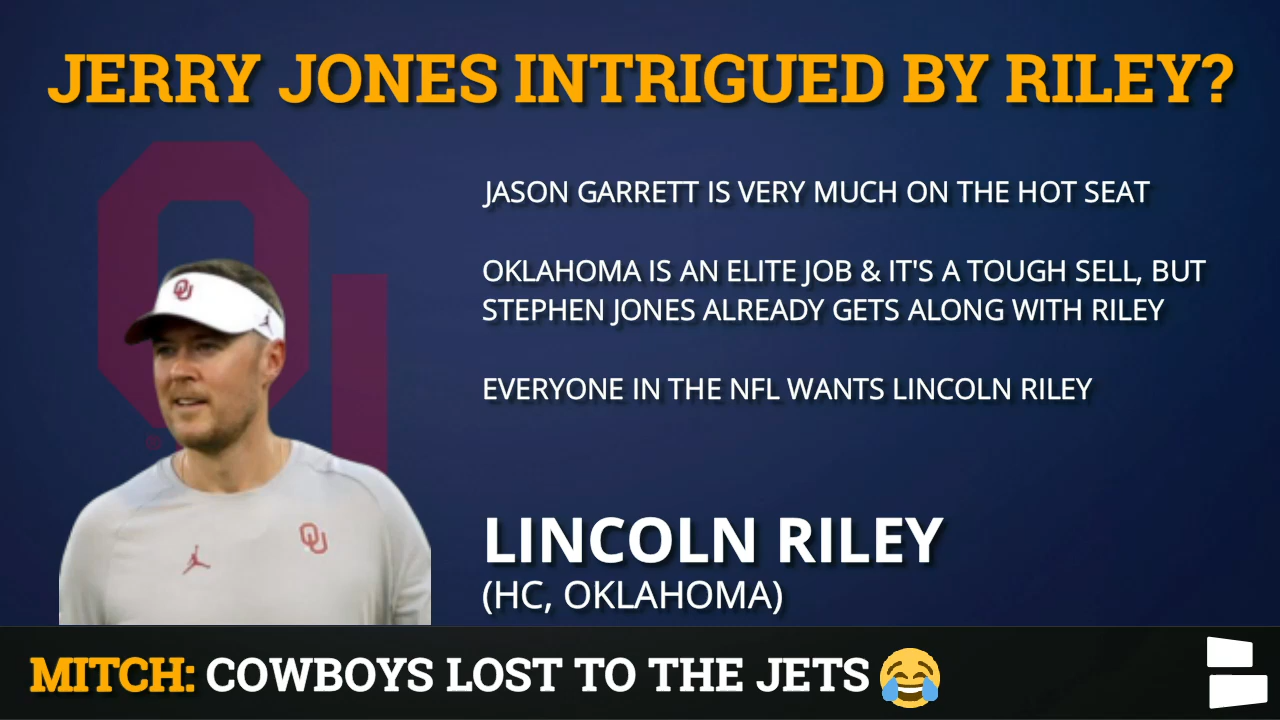 JERRY JONES INTRIGUED BY RILEY?
JASON GARRETT IS VERY MUCH ON THE HOT SEAT
OKLAHOMA IS AN ELITE JOB & IT'S A TOUGH SELL, BUT
STEPHEN JONES ALREADY GETS ALONG WITH RILEY
EVERYONE IN THE NFL WANTS LINCOLN RILEY
LINCOLN RILEY
(HC, OKLAHOMA)
MITCH: COWBOYS LOST TO THE JETS 😂